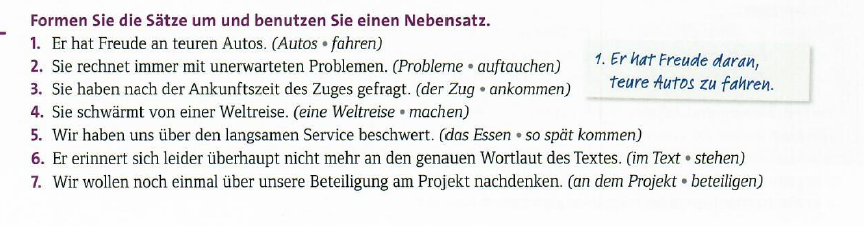 Formen Sie die Sätze um und benutzen Sie einen Nebensatz.
1. Er hat Freude an teuren Autos. (Autos • fahren)
2. Sie rechnet immer mit unerwarteten Problemen. (Probleme • auftauchen)
3. Sie haben nach der Ankunftszeit des Zuges gefragt. (der Zug • ankommen)
4. Sie schwärmt von einer Weltreise. (eine Weltreise • machen)
5. Wir haben uns über den langsamen Service beschwert. (das Essen • so spät kommen)
6. Er erinnert sich leider überhaupt nicht mehr an den genauen Wortlaut des Textes. (im Text • stehen)
7. Wir wollen noch einmal über unsere Beteiligung am Projekt nachdenken. (an dem Projekt • beteiligen)
1. Er hat Freude daran,
teure Autos zu fahren.